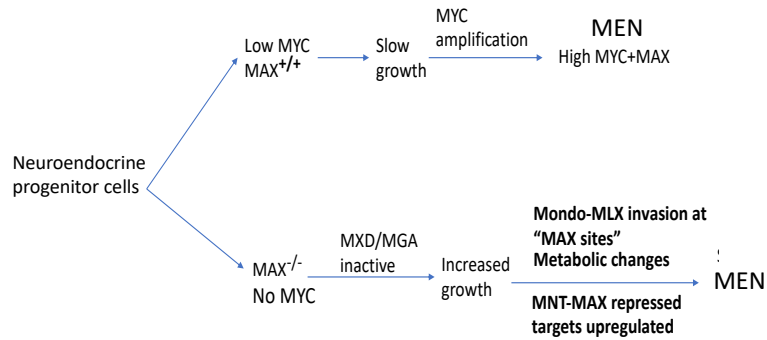 MYC
amplification
MEN
High MYC+MAX
Low MYC
MAX+/+
Slow
growth
Neuroendocrine
progenitor cells
Mondo-MLX invasion at
“MAX sites”
Metabolic changes
MXD/MGA
inactive
MAX-/-
No MYC
Increased
growth
MEN
MNT-MAX repressed
targets upregulated